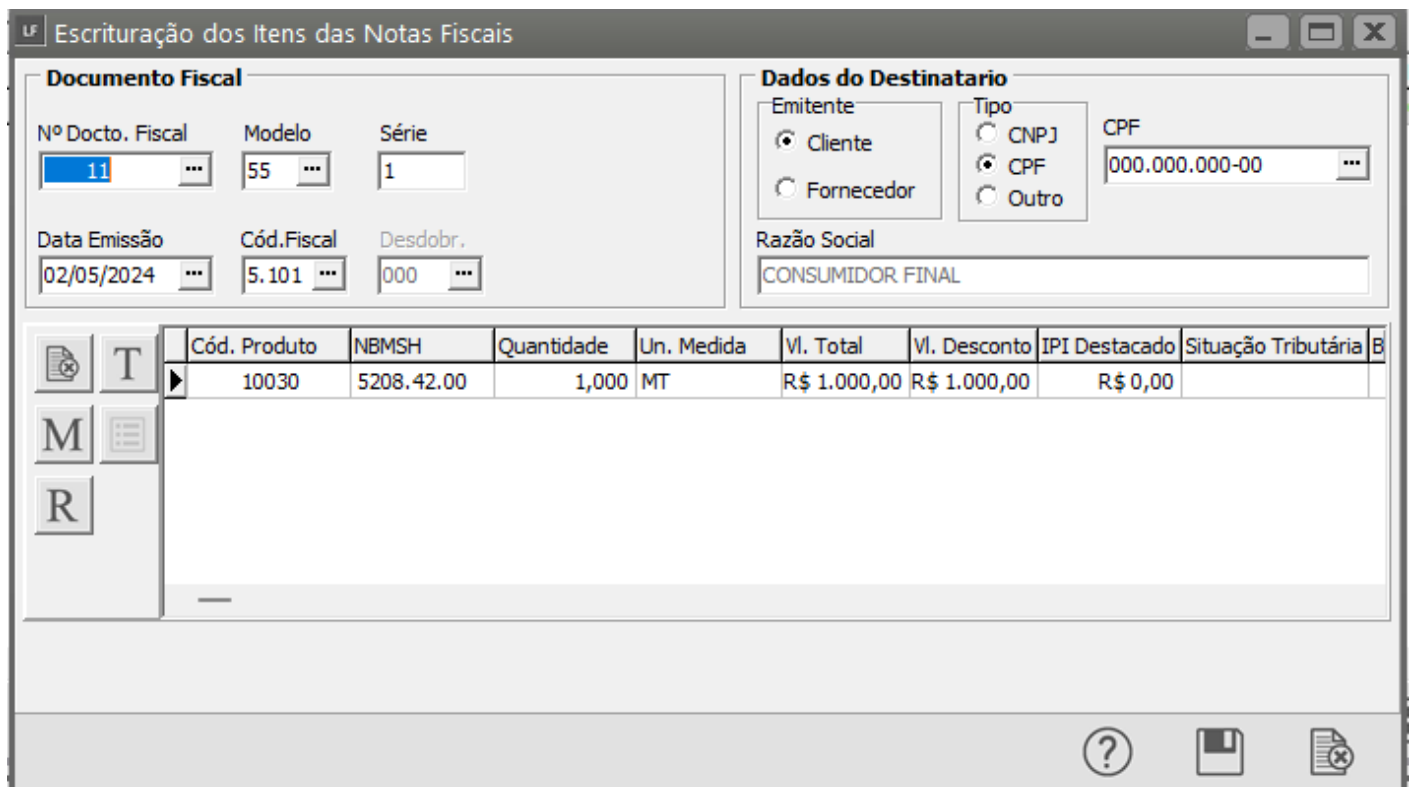 LF Escrituração dos Itens das Notas Fiscais
Documento Fiscal
Nº Docto. Fiscal Modelo Série
11 ... 55 ... 1
Data Emissão Cód.Fiscal Desdobr.
02/05/2024 ... 5.101 ... 000 ...
Dados do Destinatario
Emitente
Cliente
Fornecedor
Tipo
CNPJ
CPF
Outro
CPF
000.000.000-00 ...
Razão Social
CONSUMIDOR FINAL
T
M
R
Cód. Produto NBMSH Quantidade Un. Medida Vl. Total Vl. Desconto IPI Destacado Situação Tributária B
10030 5208.42.00 1,000 MT R$ 1.000,00 R$ 1.000,00 R$ 0,00
?